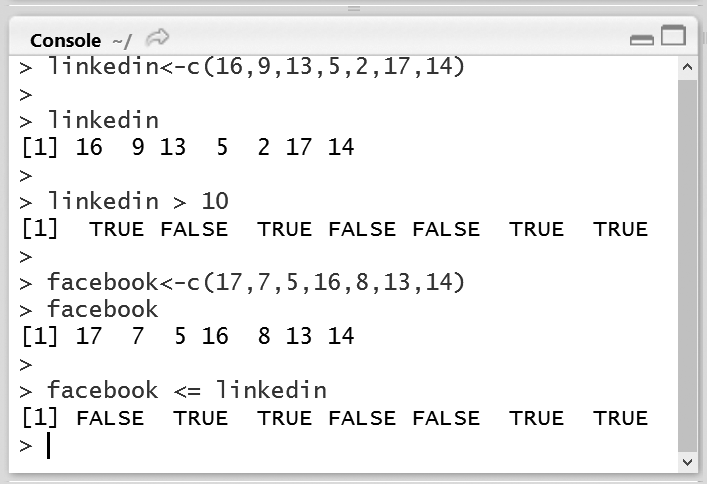 Console ~/
> linkedin<-c(16,9,13,5,2,17,14)
>
> linkedin
[1] 16  9 13  5  2 17 14
>
> linkedin > 10
[1]  TRUE FALSE  TRUE FALSE FALSE  TRUE  TRUE
>
> facebook<-c(17,7,5,16,8,13,14)
> facebook
[1] 17  7  5 16  8 13 14
>
> facebook <= linkedin
[1] FALSE  TRUE  TRUE FALSE FALSE  TRUE  TRUE
>